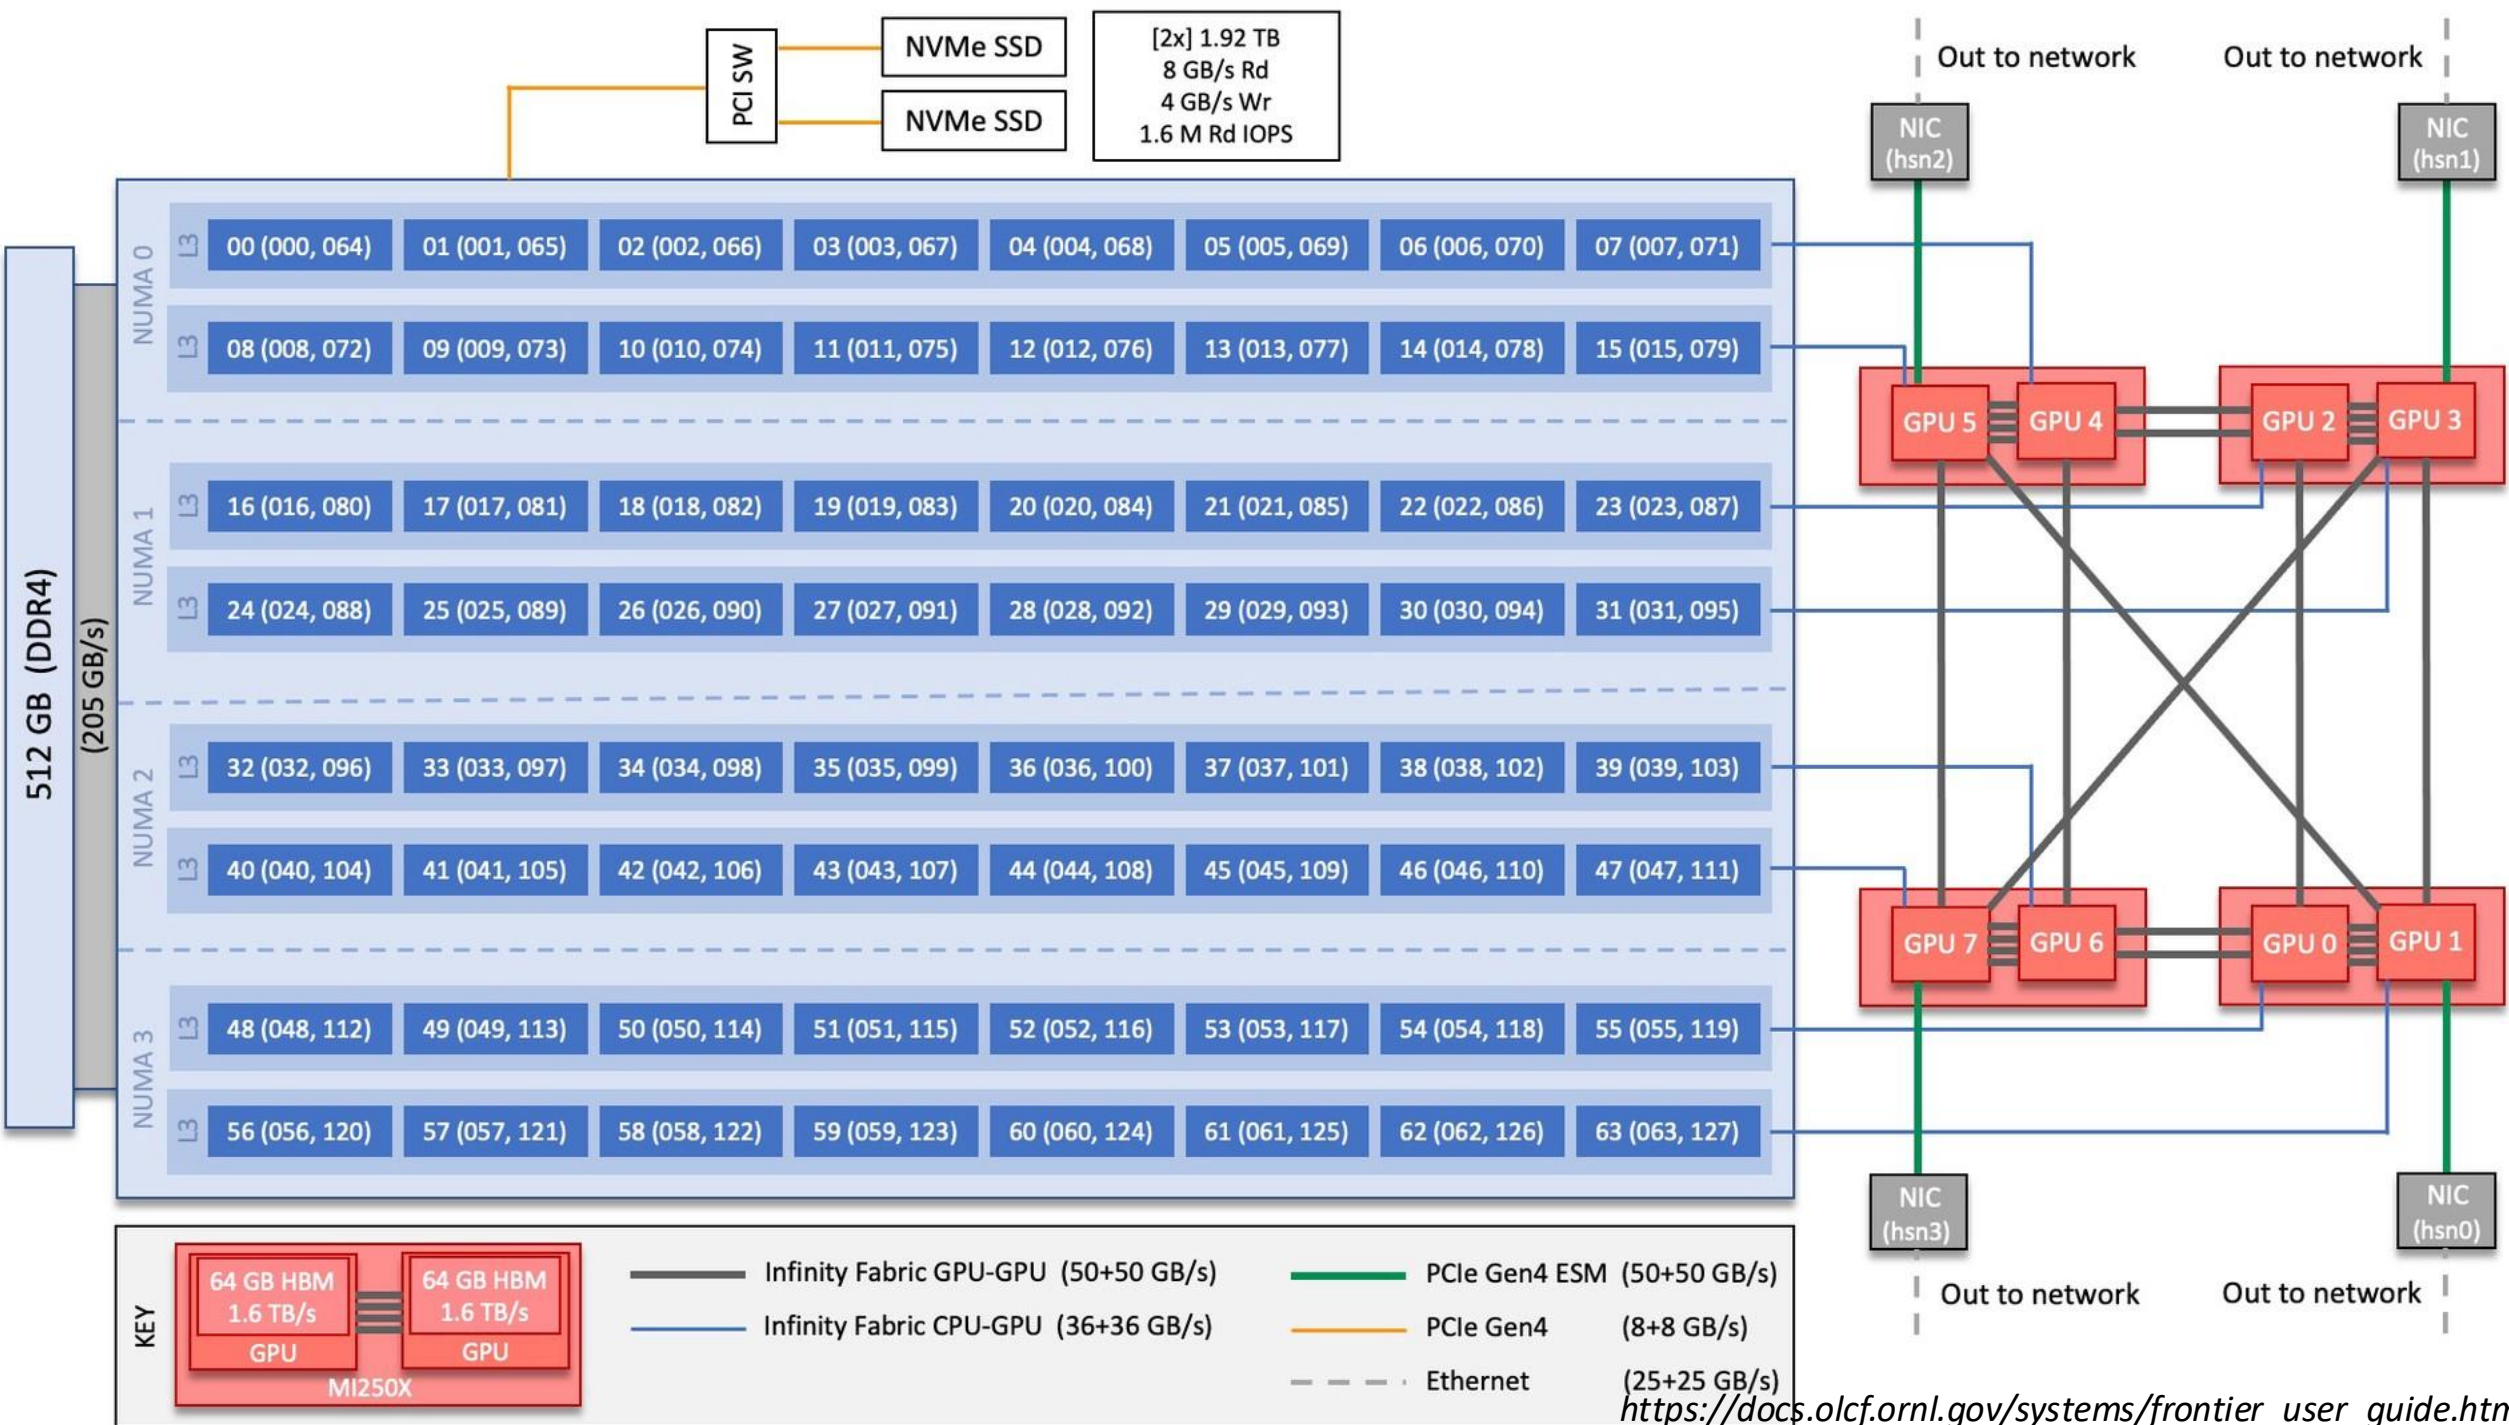 PCI SW
NVMe SSD
NVMe SSD
[2x] 1.92 TB
8 GB/s Rd
4 GB/s Wr
1.6 M Rd IOPS
Out to network
Out to network
NIC
(hsn2)
NIC
(hsn1)
512 GB (DDR4)
(205 GB/s)
NUMA 0
L3
00 (000, 064) 01 (001, 065) 02 (002, 066) 03 (003, 067) 04 (004, 068) 05 (005, 069) 06 (006, 070) 07 (007, 071)
L3
08 (008, 072) 09 (009, 073) 10 (010, 074) 11 (011, 075) 12 (012, 076) 13 (013, 077) 14 (014, 078) 15 (015, 079)
NUMA 1
L3
16 (016, 080) 17 (017, 081) 18 (018, 082) 19 (019, 083) 20 (020, 084) 21 (021, 085) 22 (022, 086) 23 (023, 087)
L3
24 (024, 088) 25 (025, 089) 26 (026, 090) 27 (027, 091) 28 (028, 092) 29 (029, 093) 30 (030, 094) 31 (031, 095)
NUMA 2
L3
32 (032, 096) 33 (033, 097) 34 (034, 098) 35 (035, 099) 36 (036, 100) 37 (037, 101) 38 (038, 102) 39 (039, 103)
L3
40 (040, 104) 41 (041, 105) 42 (042, 106) 43 (043, 107) 44 (044, 108) 45 (045, 109) 46 (046, 110) 47 (047, 111)
NUMA 3
L3
48 (048, 112) 49 (049, 113) 50 (050, 114) 51 (051, 115) 52 (052, 116) 53 (053, 117) 54 (054, 118) 55 (055, 119)
L3
56 (056, 120) 57 (057, 121) 58 (058, 122) 59 (059, 123) 60 (060, 124) 61 (061, 125) 62 (062, 126) 63 (063, 127)
GPU 5 GPU 4 GPU 2 GPU 3
GPU 7 GPU 6 GPU 0 GPU 1
NIC
(hsn3)
NIC
(hsn0)
Out to network
Out to network
KEY
64 GB HBM
1.6 TB/s
GPU
64 GB HBM
1.6 TB/s
GPU
MI250X
Infinity Fabric GPU-GPU (50+50 GB/s)
Infinity Fabric CPU-GPU (36+36 GB/s)
PCIe Gen4 ESM (50+50 GB/s)
PCIe Gen4 (8+8 GB/s)
Ethernet (25+25 GB/s)
https://docs.olcf.ornl.gov/systems/frontier_user_guide.htm